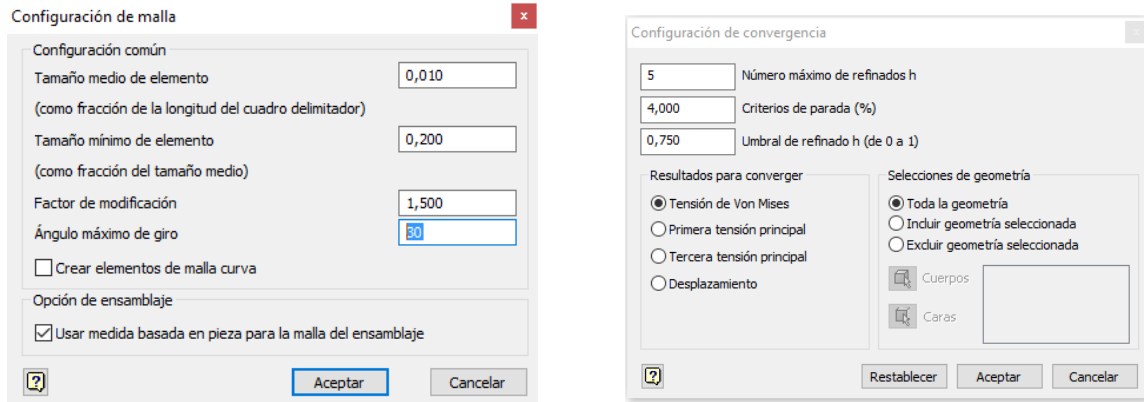 Configuración de malla
x
Configuración común
Tamaño medio de elemento 0,010
(como fracción de la longitud del cuadro delimitador)
Tamaño mínimo de elemento 0,200
(como fracción del tamaño medio)
Factor de modificación 1,500
Ángulo máximo de giro 30
Crear elementos de malla curva
Opción de ensamblaje
Usar medida basada en pieza para la malla del ensamblaje
? Aceptar Cancelar
Configuración de convergencia
x
5 Número máximo de refinados h
4,000 Criterios de parada (%)
0,750 Umbral de refinado h (de 0 a 1)
Resultados para converger
Tensión de Von Mises
Primera tensión principal
Tercera tensión principal
Desplazamiento
Selecciones de geometría
Toda la geometría
Incluir geometría seleccionada
Excluir geometría seleccionada
Cuerpos
Caras
? Restablecer Aceptar Cancelar